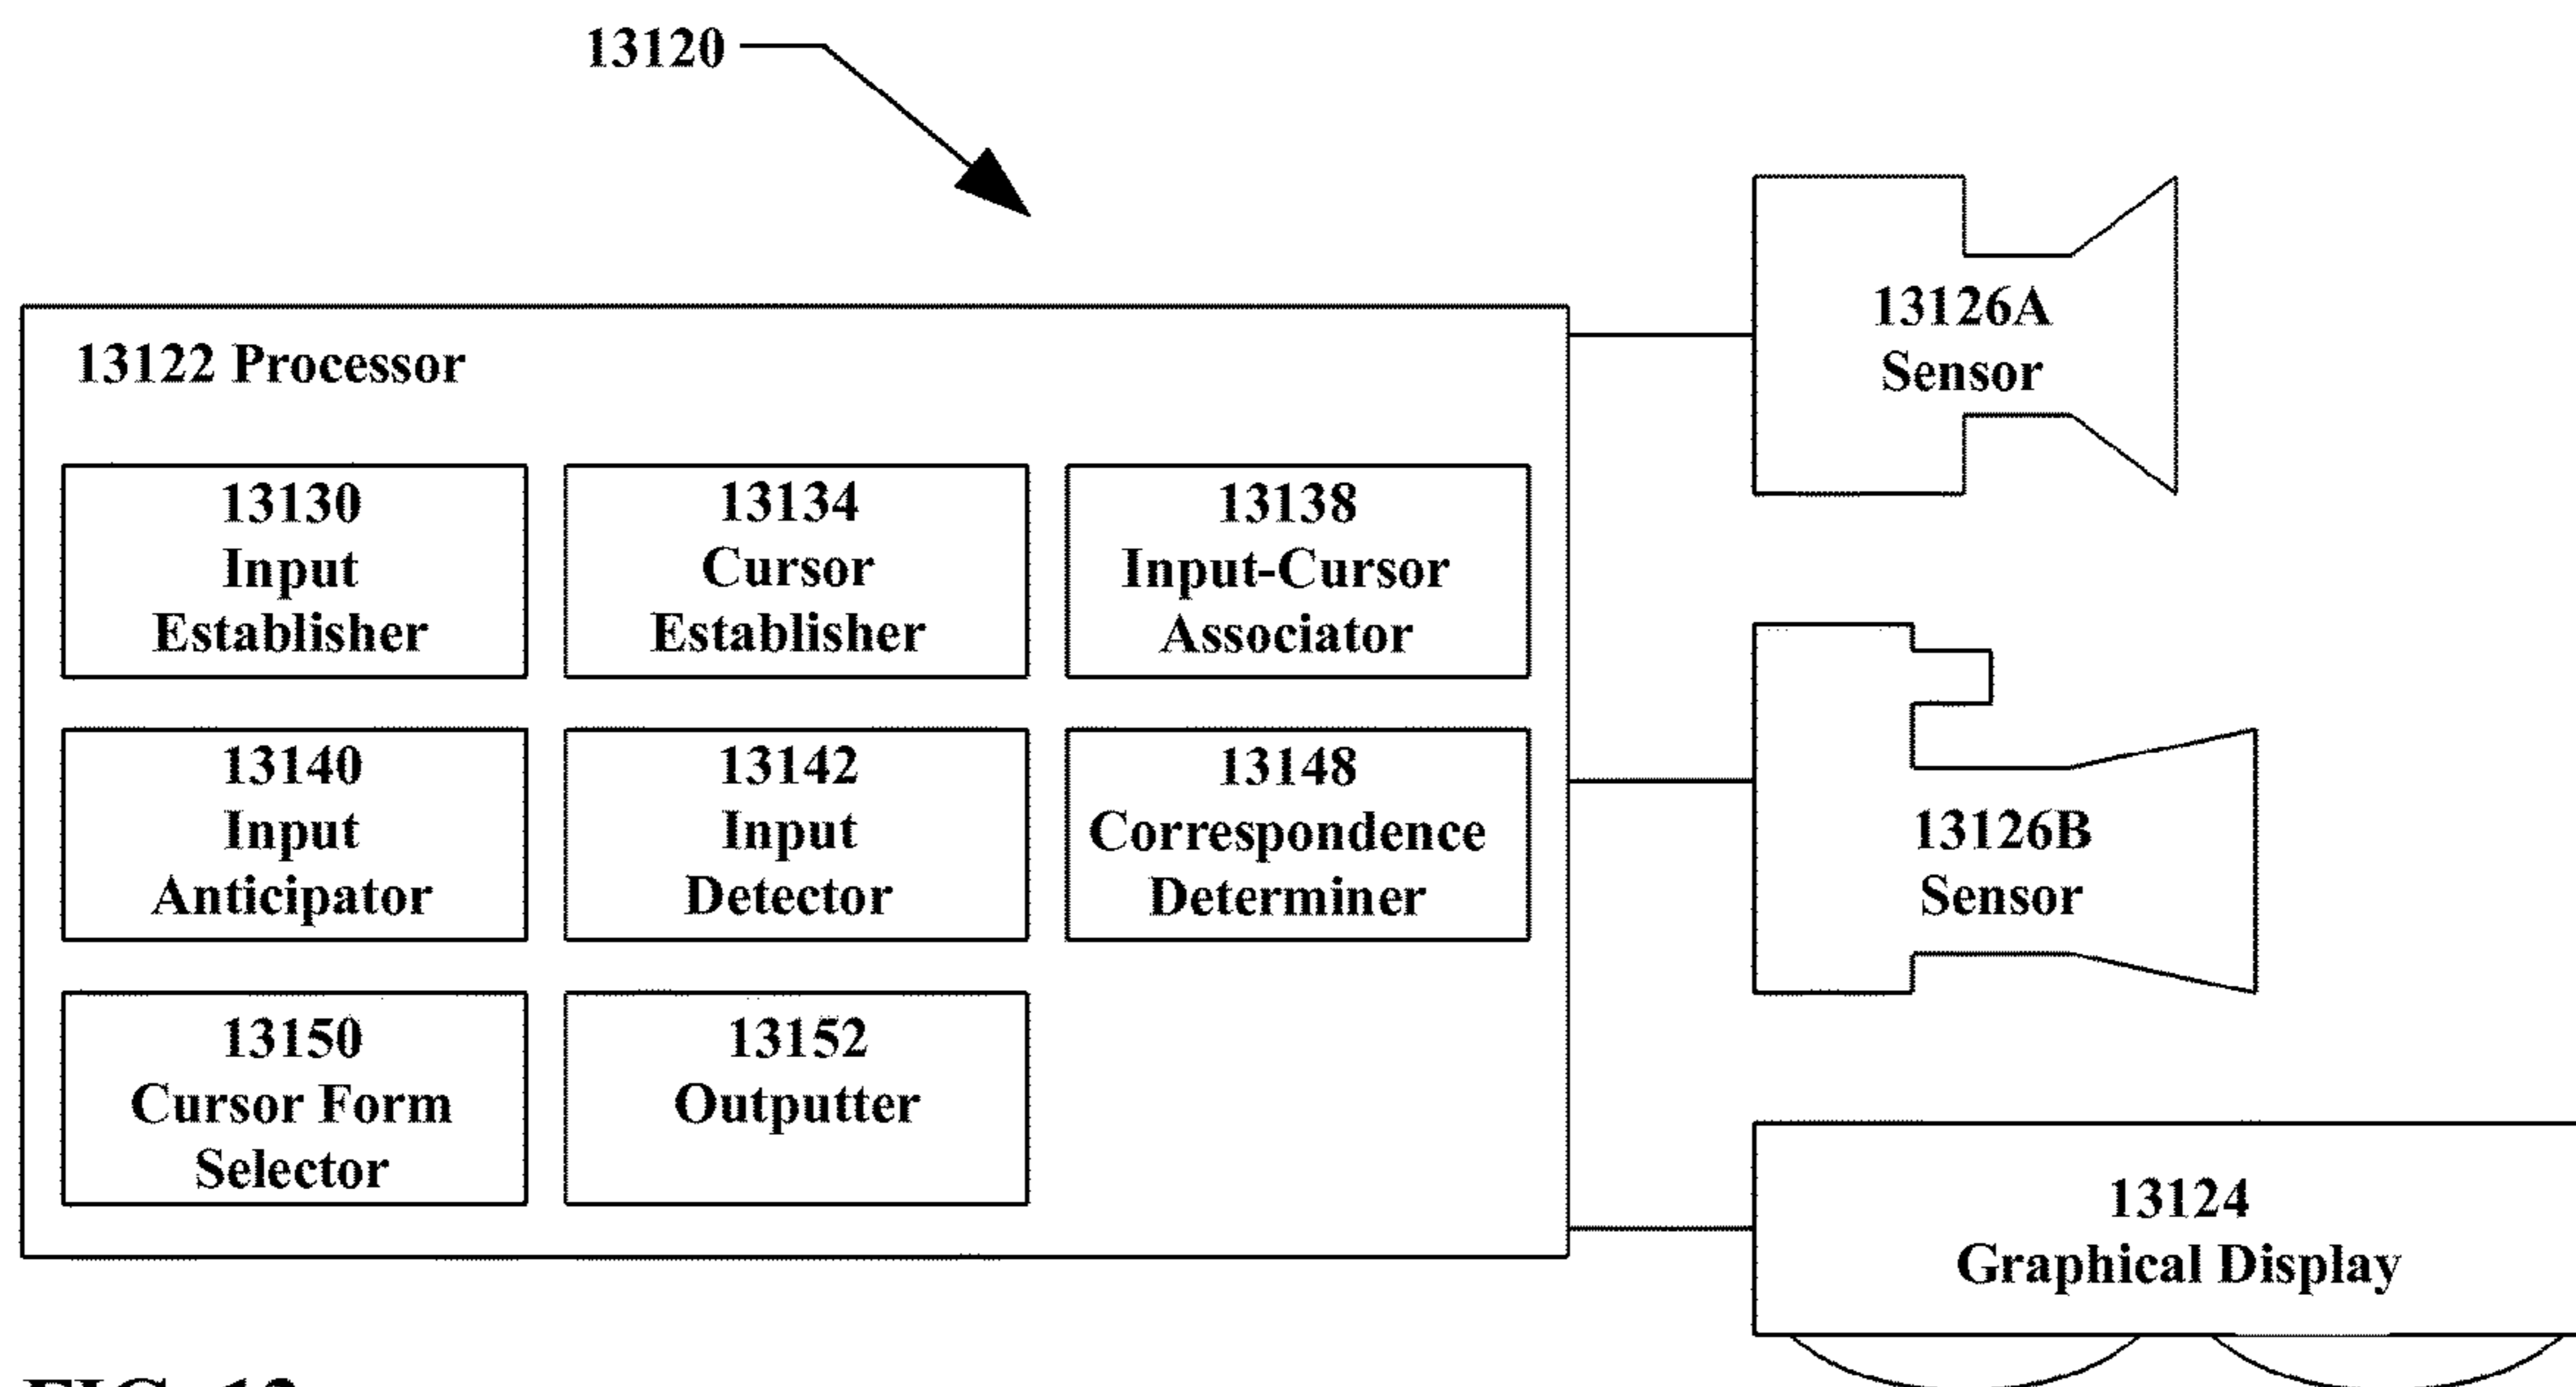 13120
13122 Processor
13130
Input
Establisher
13134
Cursor
Establisher
13138
Input-Cursor
Associator
13140
Input
Anticipator
13142
Input
Detector
13148
Correspondence
Determiner
13150
Cursor Form
Selector
13152
Outputter
13126A
Sensor
13126B
Sensor
13124
Graphical Display